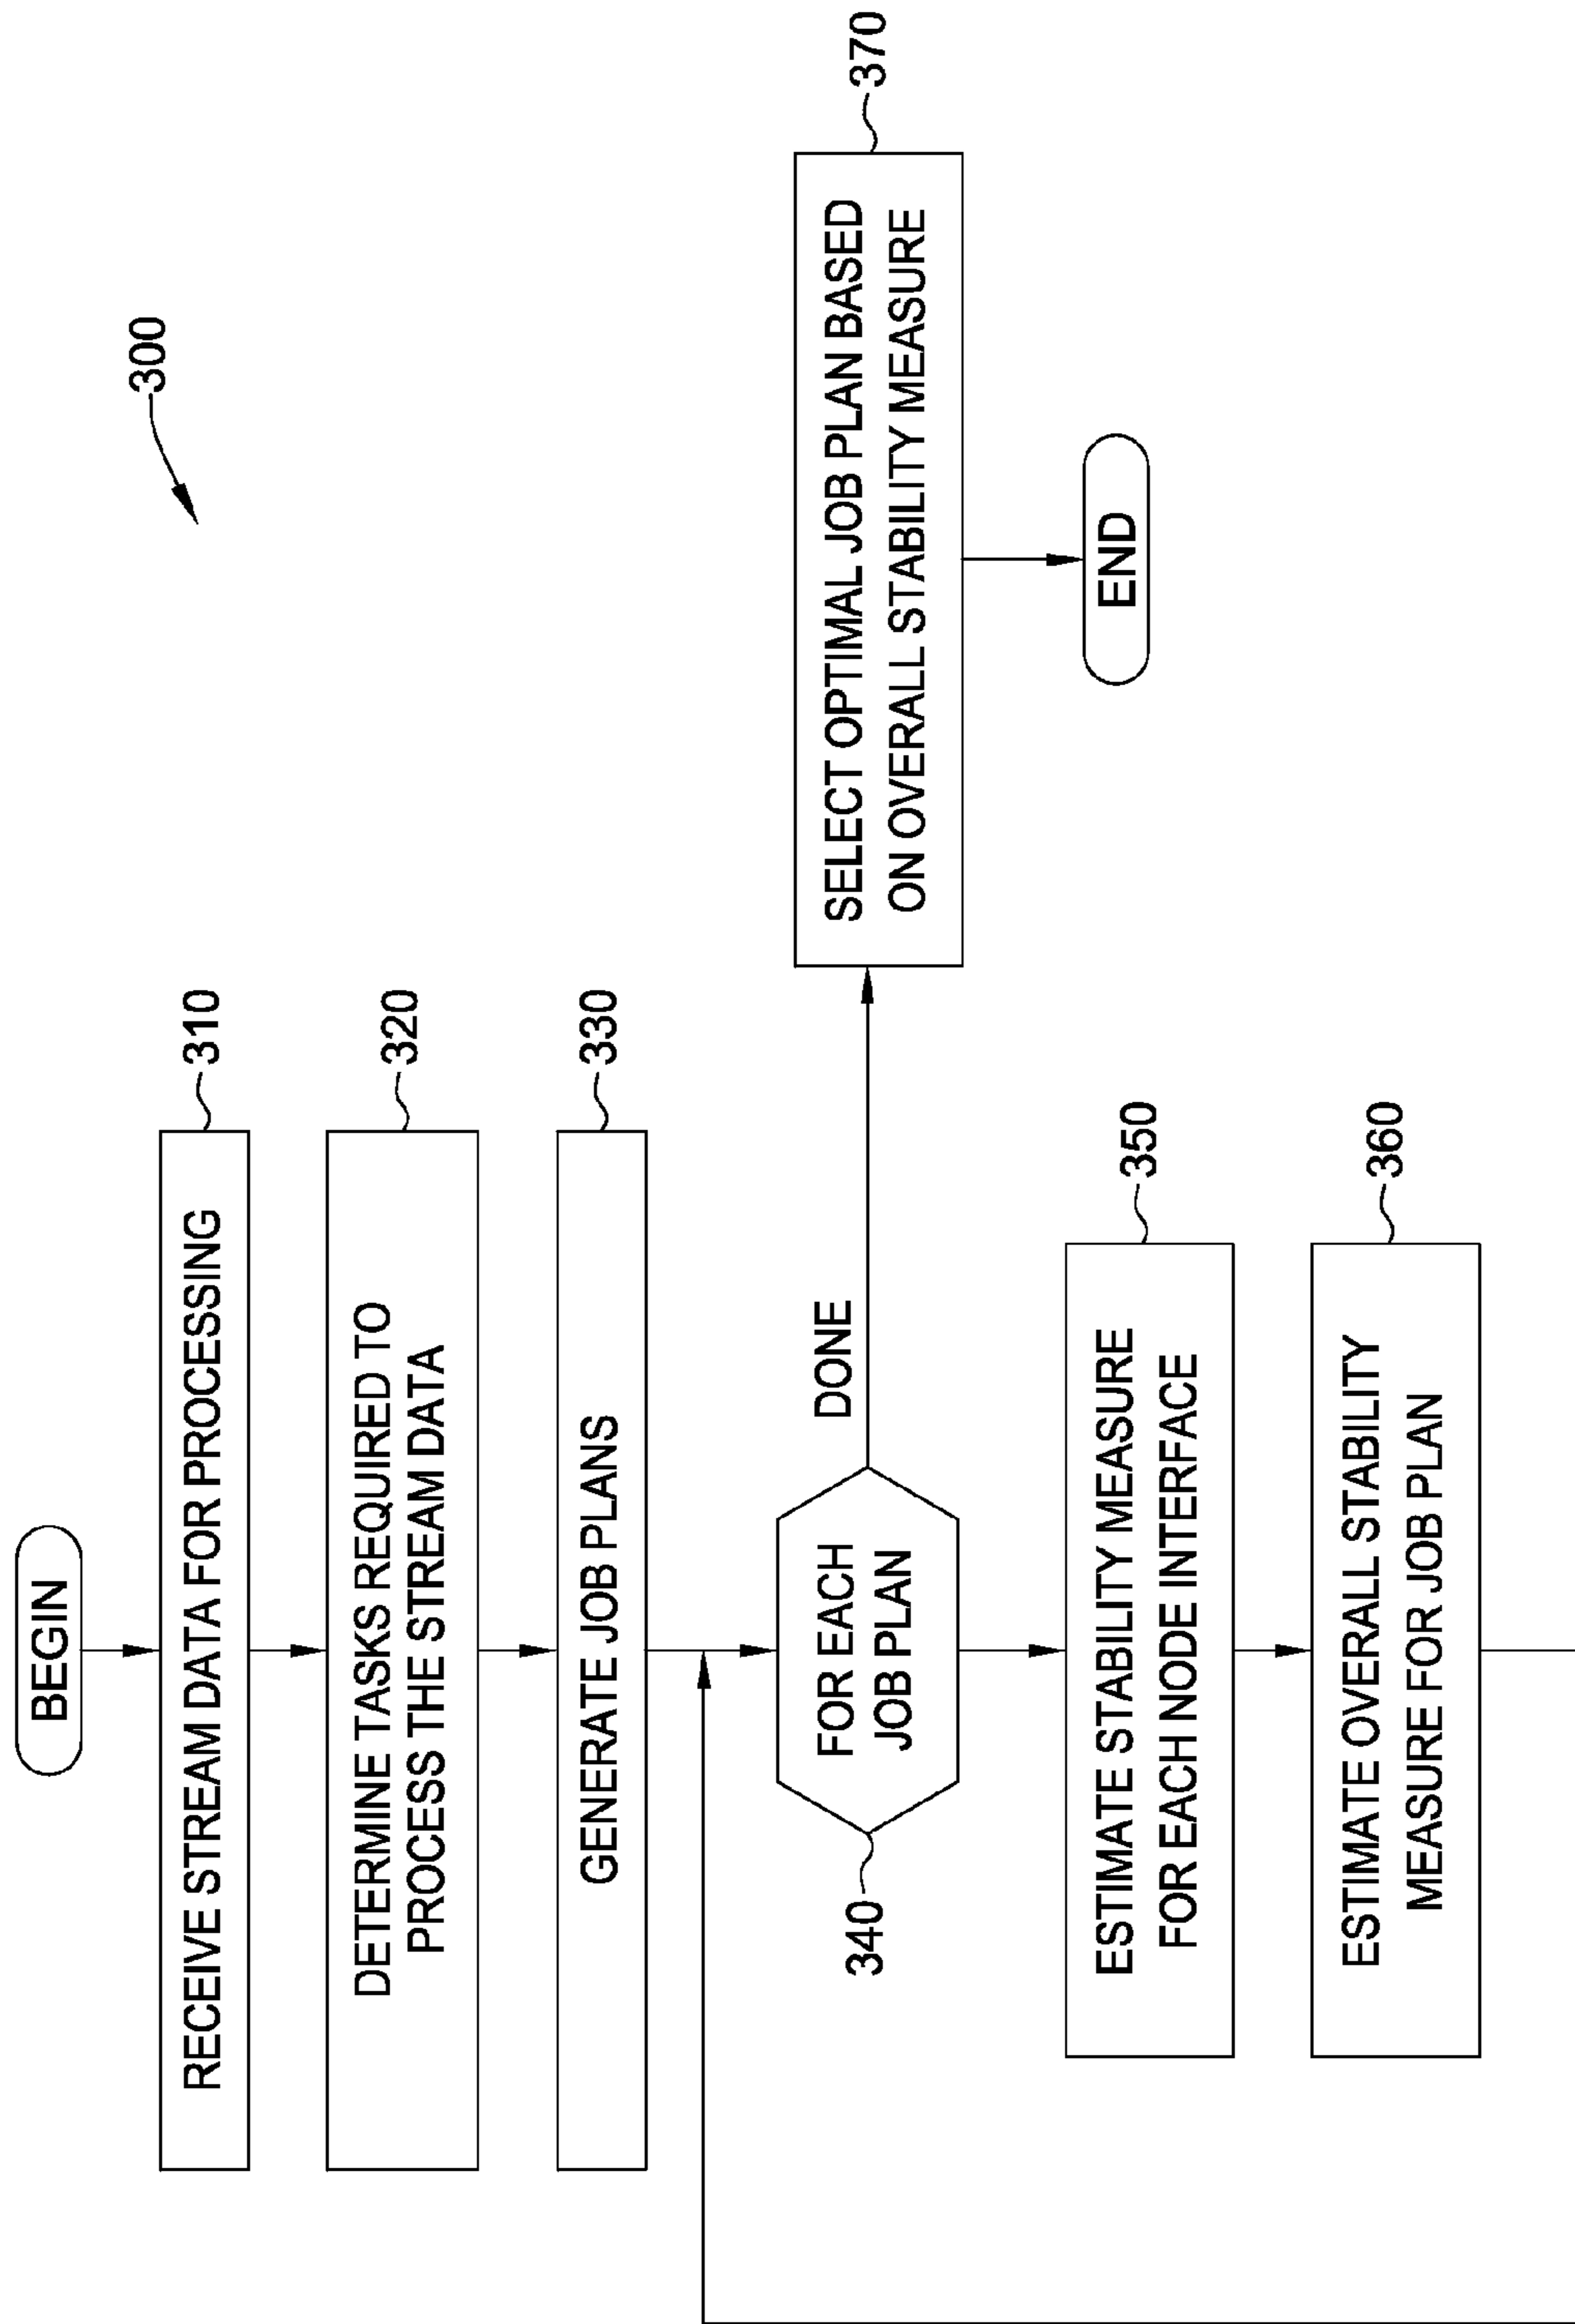 300
BEGIN
RECEIVE STREAM DATA FOR PROCESSING
310
DETERMINE TASKS REQUIRED TO
PROCESS THE STREAM DATA
320
GENERATE JOB PLANS
330
FOR EACH
JOB PLAN
340
DONE
SELECT OPTIMAL JOB PLAN BASED
ON OVERALL STABILITY MEASURE
370
END
ESTIMATE STABILITY MEASURE
FOR EACH NODE INTERFACE
350
ESTIMATE OVERALL STABILITY
MEASURE FOR JOB PLAN
360